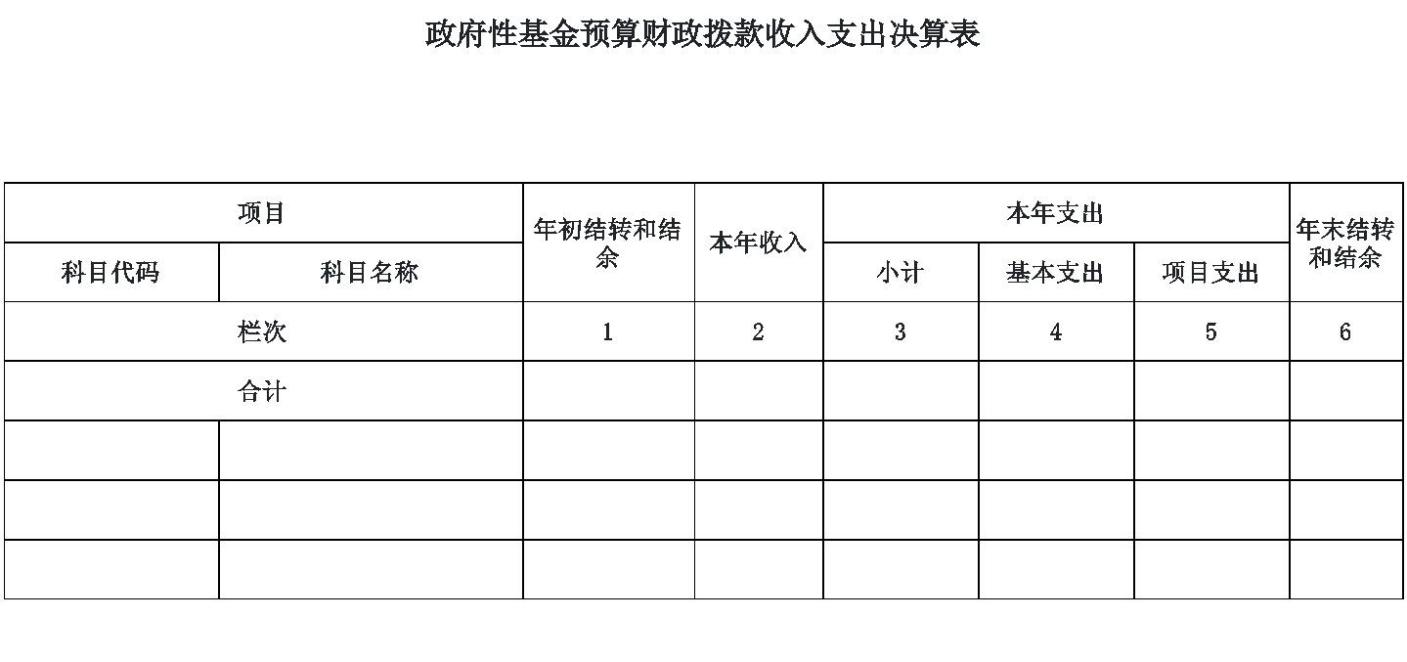 政府性基金预算财政拨款收入支出决算表
项目
年初结转和结
余
本年收入
本年支出
年末结转
和结余
科目代码
科目名称
小计
基本支出
项目支出
栏次
1
2
3
4
5
6
合计